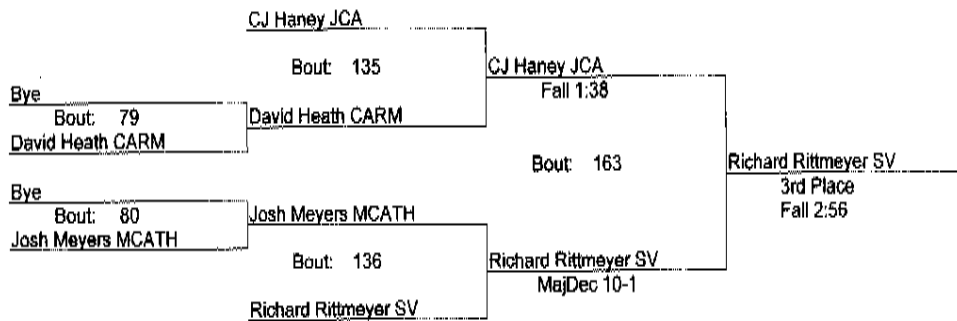 CJ Haney JCA
Bout: 135
CJ Haney JCA
Fall 1:38
Bye
Bout: 79
David Heath CARM
David Heath CARM
Bout: 163
Richard Rittmeyer SV
3rd Place
Fall 2:56
Bye
Bout: 80
Josh Meyers MCATH
Josh Meyers MCATH
Bout: 136
Richard Rittmeyer SV
MajDec 10-1
Richard Rittmeyer SV